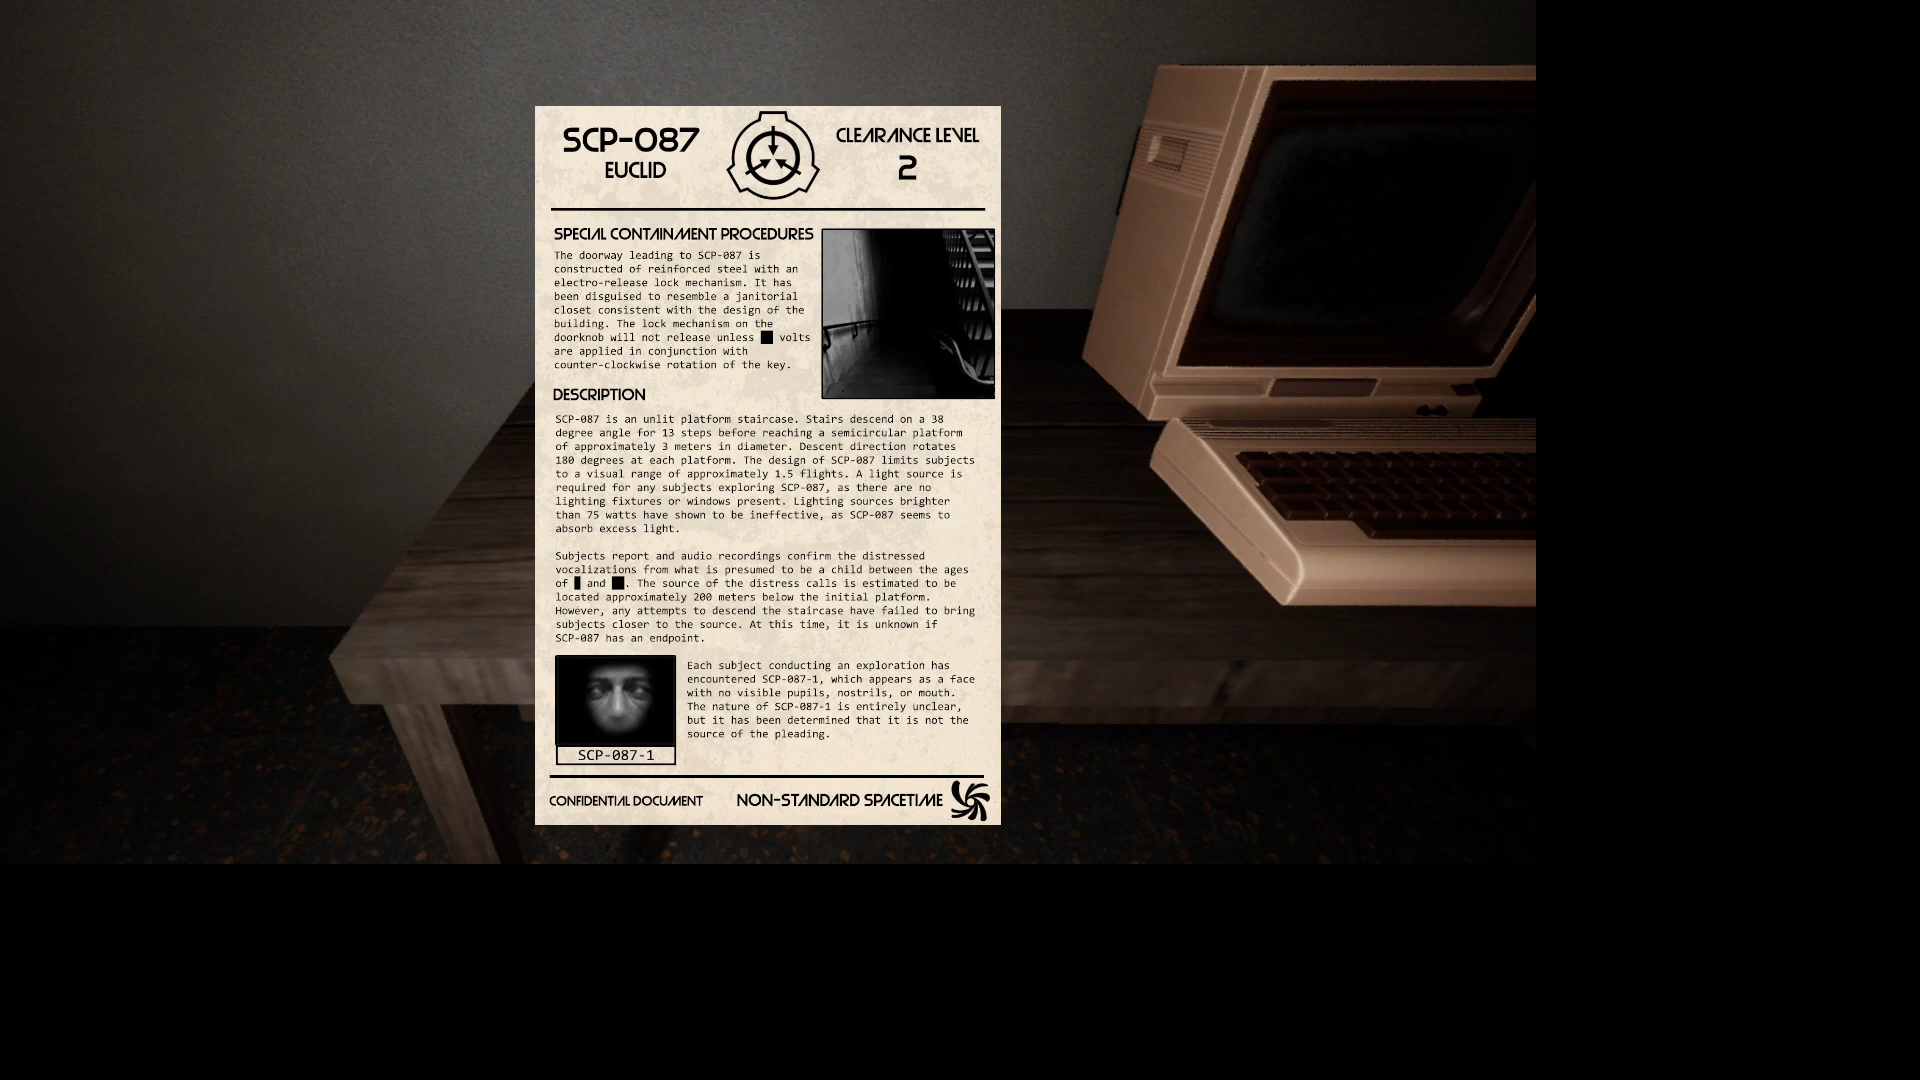 SCP-087
EUCLID
CLEARANCE LEVEL
2
SPECIAL CONTAINMENT PROCEDURES
The doorway leading to SCP-087 is
constructed of reinforced steel with an
electro-release lock mechanism. It has
been disguised to resemble a janitorial
closet consistent with the design of the
building. The lock mechanism on the
doorknob will not release unless ██ volts
are applied in conjunction with
counter-clockwise rotation of the key.
DESCRIPTION
SCP-087 is an unlit platform staircase. Stairs descend on a 38
degree angle for 13 steps before reaching a semicircular platform
of approximately 3 meters in diameter. Descent direction rotates
180 degrees at each platform. The design of SCP-087 limits subjects
to a visual range of approximately 1.5 flights. A light source is
required for any subjects exploring SCP-087, as there are no
lighting fixtures or windows present. Lighting sources brighter
than 75 watts have shown to be ineffective, as SCP-087 seems to
absorb excess light.
Subjects report and audio recordings confirm the distressed
vocalizations from what is presumed to be a child between the ages
of █ and ██. The source of the distress calls is estimated to be
located approximately 200 meters below the initial platform.
However, any attempts to descend the staircase have failed to bring
subjects closer to the source. At this time, it is unknown if
SCP-087 has an endpoint.
Each subject conducting an exploration has
encountered SCP-087-1, which appears as a face
with no visible pupils, nostrils, or mouth.
The nature of SCP-087-1 is entirely unclear,
but it has been determined that it is not the
source of the pleading.
SCP-087-1
CONFIDENTIAL DOCUMENT
NON-STANDARD SPACETIME